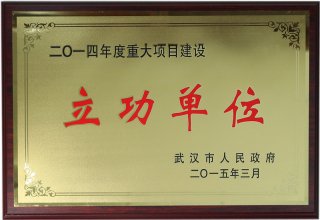 二〇一四年度重大项目建设
立功单位
武汉市人民政府
二〇一五年三月